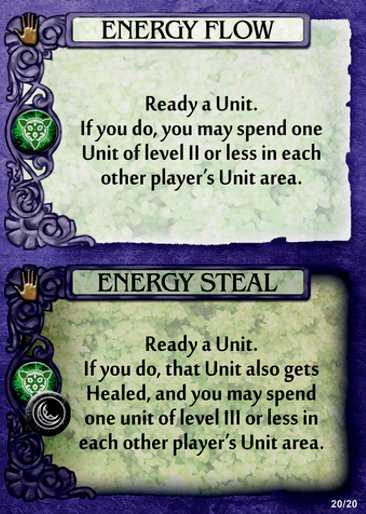 ENERGY FLOW
Ready a Unit.
If you do, you may spend one
Unit of level II or less in each
other player's Unit area.
ENERGY STEAL
Ready a Unit.
If you do, that Unit also gets
Healed, and you may spend
one unit of level III or less in
each other player's Unit area.
20/20